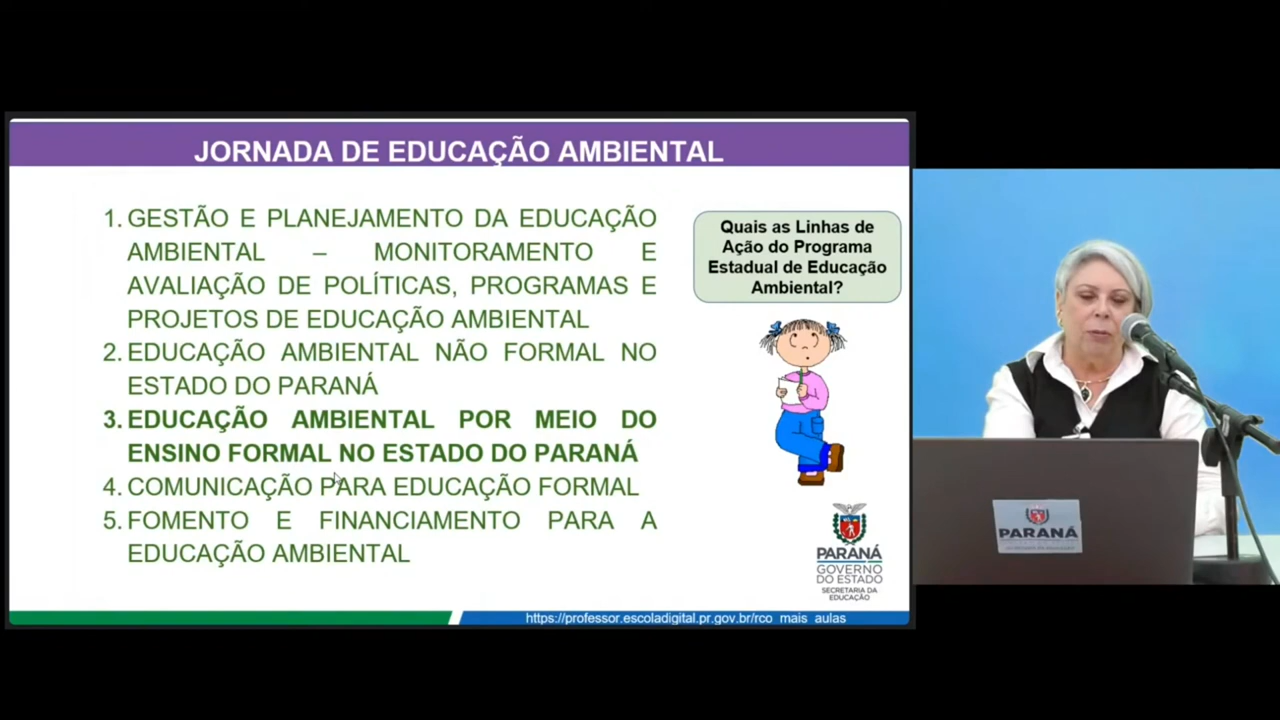 JORNADA DE EDUCAÇÃO AMBIENTAL
1. GESTÃO E PLANEJAMENTO DA EDUCAÇÃO
AMBIENTAL – MONITORAMENTO E
AVALIAÇÃO DE POLÍTICAS, PROGRAMAS E
PROJETOS DE EDUCAÇÃO AMBIENTAL
2. EDUCAÇÃO AMBIENTAL NÃO FORMAL NO
ESTADO DO PARANÁ
3. EDUCAÇÃO AMBIENTAL POR MEIO DO
ENSINO FORMAL NO ESTADO DO PARANÁ
4. COMUNICAÇÃO PARA EDUCAÇÃO FORMAL
5. FOMENTO E FINANCIAMENTO PARA A
EDUCAÇÃO AMBIENTAL
Quais as Linhas de
Ação do Programa
Estadual de Educação
Ambiental?
PARANÁ
GOVERNO
DO ESTADO
SECRETARIA DA
EDUCAÇÃO
https://professor.escoladigital.pr.gov.br/rco_mais_aulas
PARANÁ